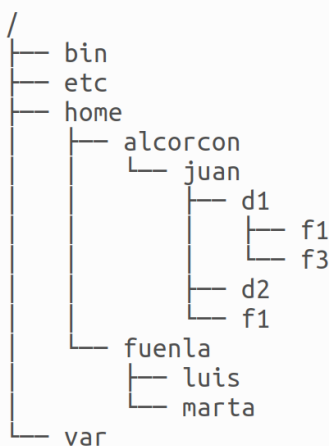 /
├── bin
├── etc
├── home
│   ├── alcorcon
│   │   └── juan
│   │       ├── d1
│   │       │   ├── f1
│   │       │   └── f3
│   │       ├── d2
│   │       └── f1
│   └── fuenla
│       ├── luis
│       └── marta
└── var